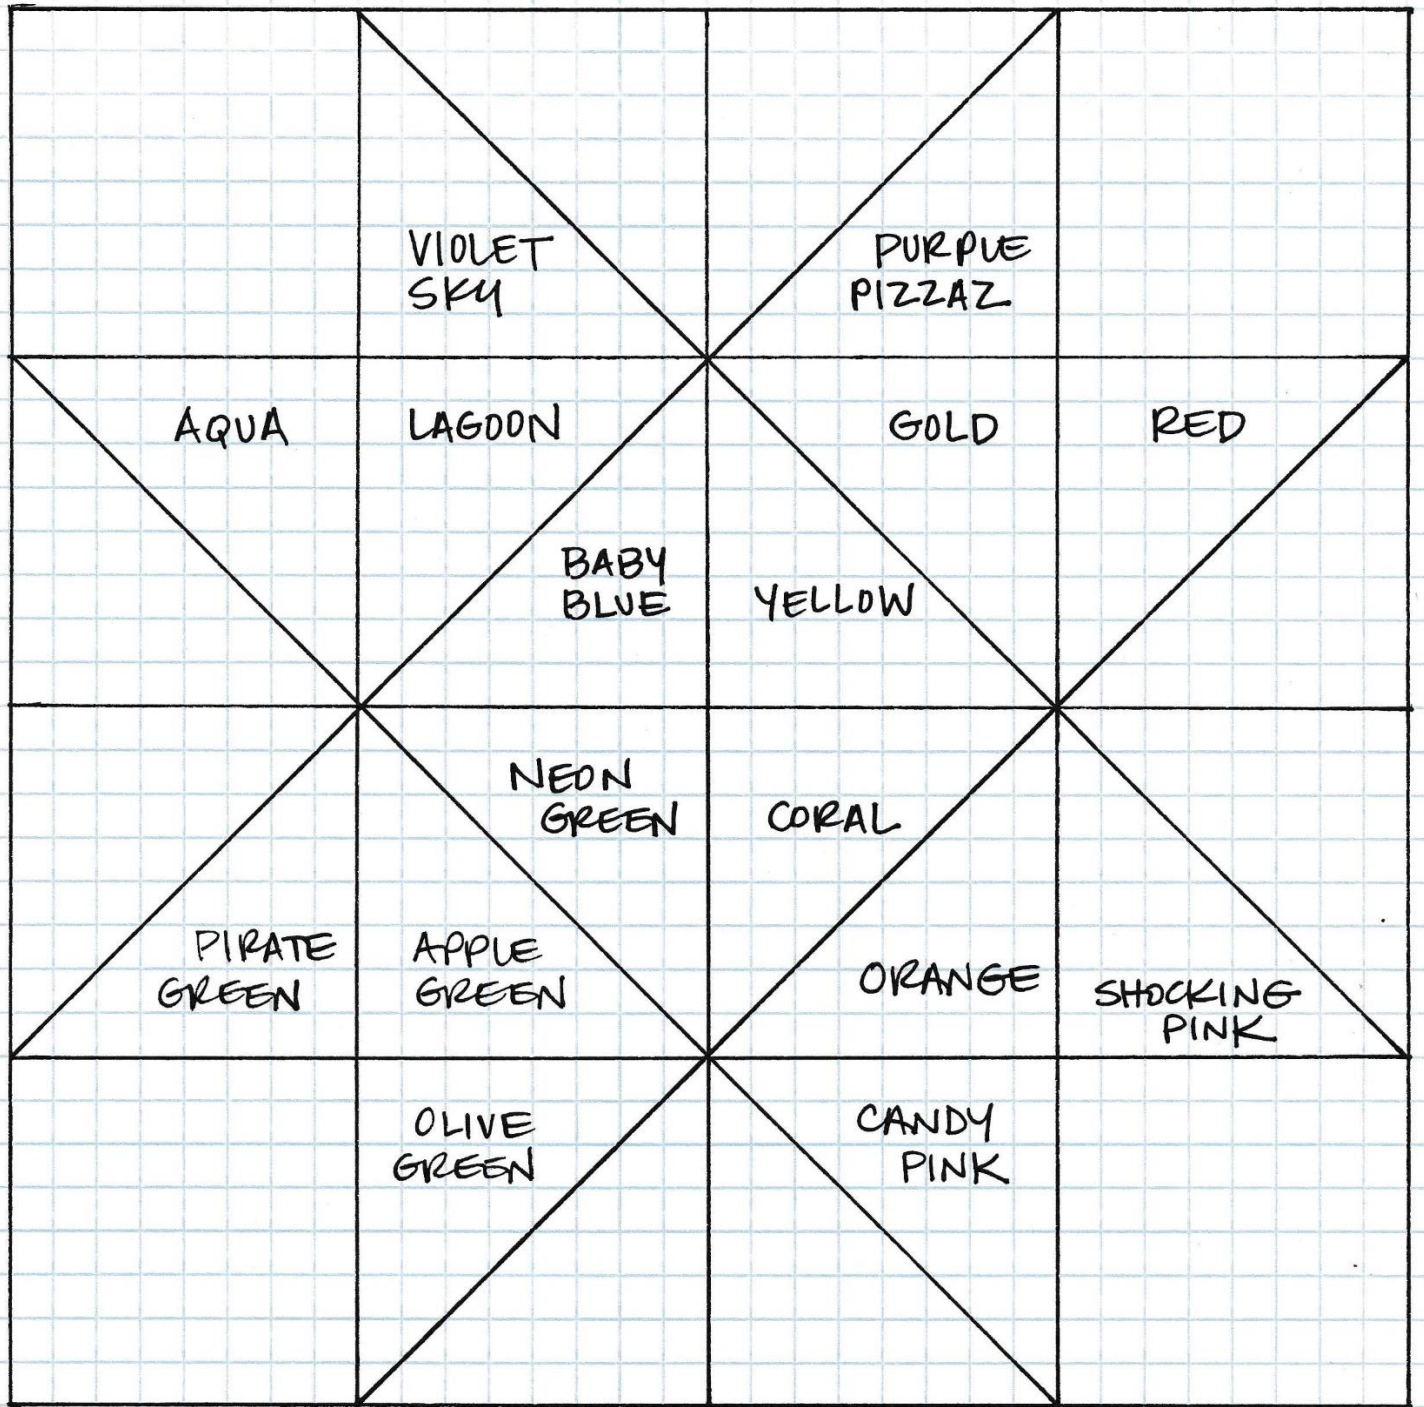 VIOLET
SKY
PURPLE
PIZZAZ
AQUA
LAGOON
GOLD
RED
BABY
BLUE
YELLOW
NEON
GREEN
CORAL
PIRATE
GREEN
APPLE
GREEN
ORANGE
SHOCKING
PINK
OLIVE
GREEN
CANDY
PINK